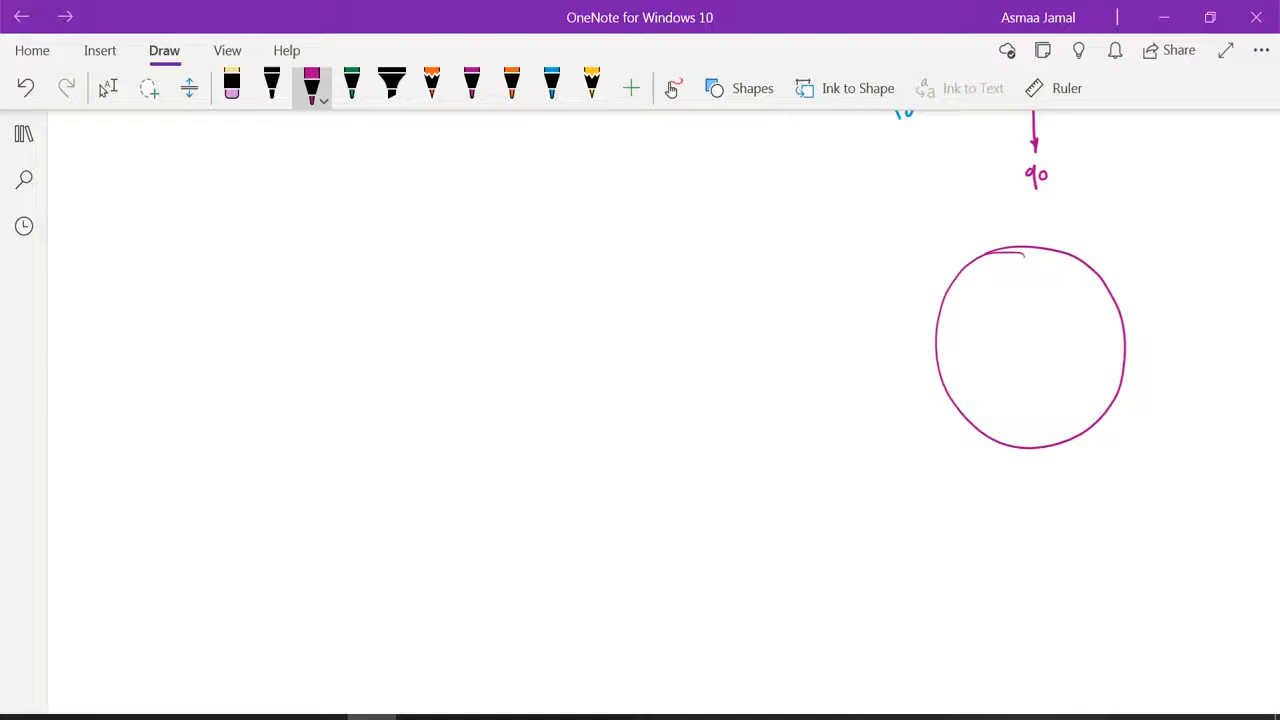 OneNote for Windows 10
Asmaa Jamal
Home Insert Draw View Help
Share
Shapes
Ink to Shape
Ink to Text
Ruler
90